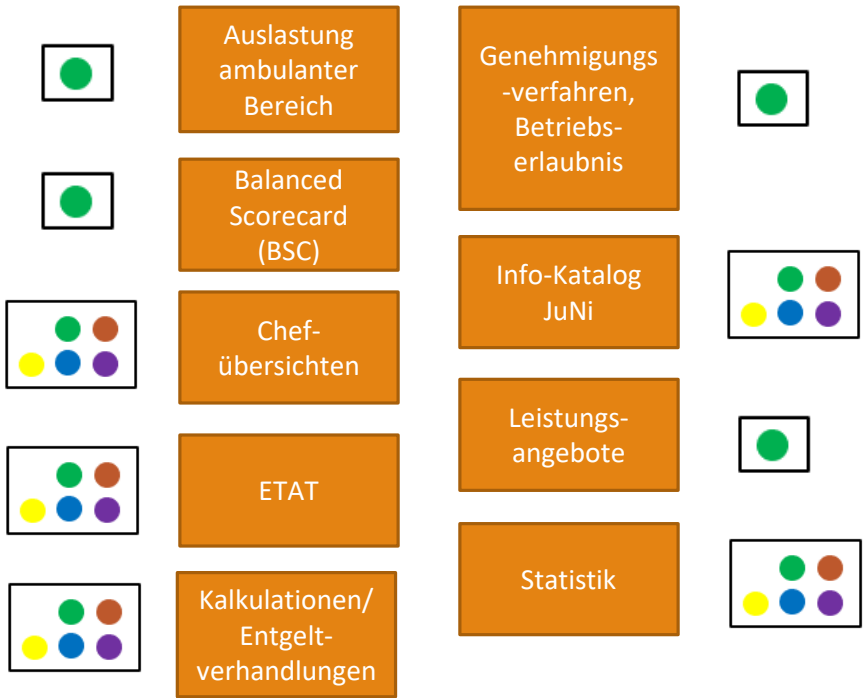 Auslastung
ambulanter
Bereich
Balanced
Scorecard
(BSC)
Chef-
übersichten
ETAT
Kalkulationen/
Entgelt-
verhandlungen
Genehmigungs
-verfahren,
Betriebs-
erlaubnis
Info-Katalog
JuNi
Leistungs-
angebote
Statistik